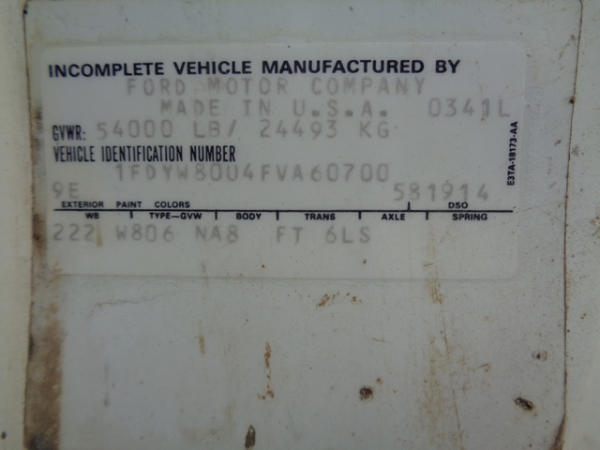 INCOMPLETE VEHICLE MANUFACTURED BY
FORD MOTOR COMPANY
MADE IN U.S.A. 0341L
GVWR: 54000 LB/ 24493 KG
VEHICLE IDENTIFICATION NUMBER
1FDYW80U4FVA60700
9E 581914
EXTERIOR PAINT COLORS DSO
WB TYPE-GVW BODY TRANS AXLE SPRING
222 W806 NA8 FT 6LS
E3TA-1B173-AA